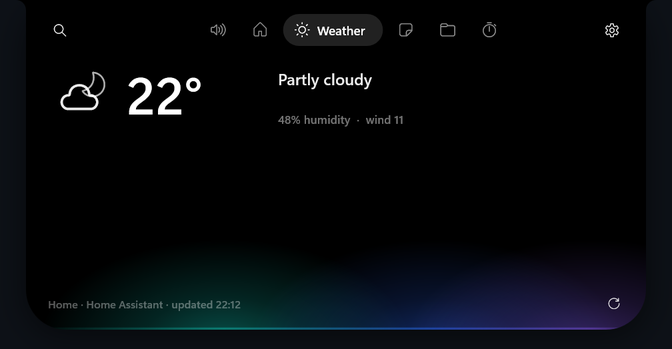 Weather
22°
Partly cloudy
48% humidity · wind 11
Home · Home Assistant · updated 22:12